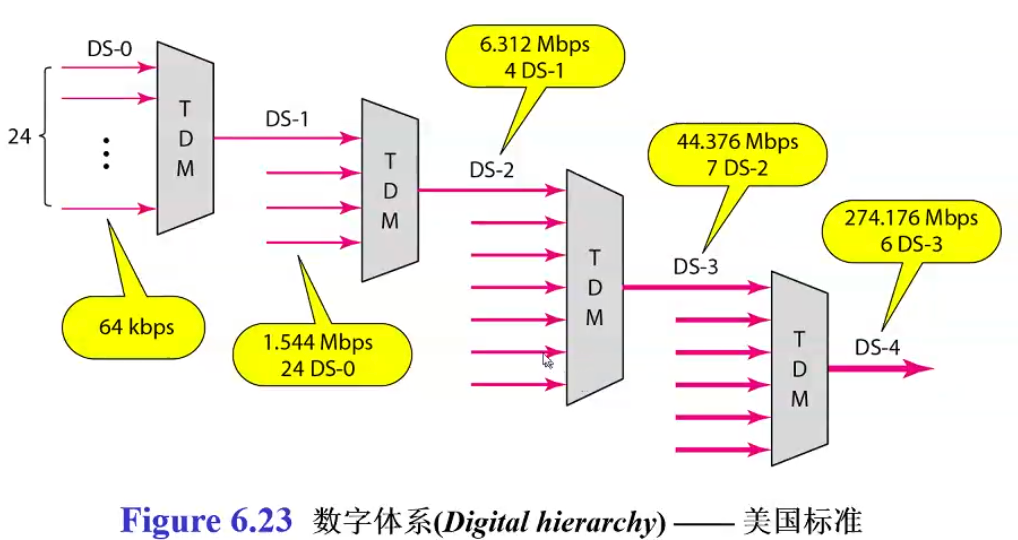 DS-0
24
TDM
64 kbps
DS-1
1.544 Mbps
24 DS-0
TDM
6.312 Mbps
4 DS-1
DS-2
TDM
44.376 Mbps
7 DS-2
DS-3
TDM
274.176 Mbps
6 DS-3
DS-4
Figure 6.23 数字体系(Digital hierarchy) —— 美国标准